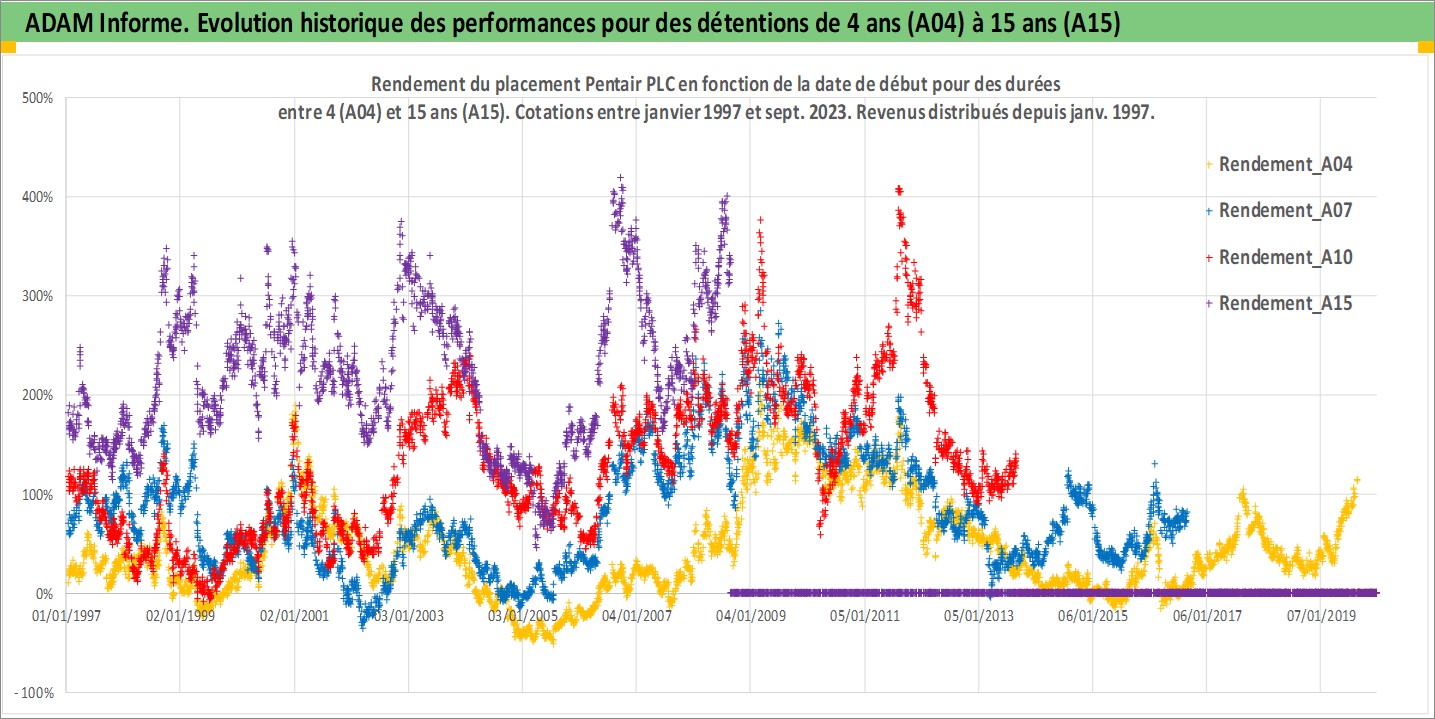 ADAM Informe. Evolution historique des performances pour des détentions de 4 ans (A04) à 15 ans (A15)
Rendement du placement Pentair PLC en fonction de la date de début pour des durées
entre 4 (A04) et 15 ans (A15). Cotations entre janvier 1997 et sept. 2023. Revenus distribués depuis janv. 1997.
500%
400%
300%
200%
100%
0%
-100%
Rendement_A04
Rendement_A07
Rendement_A10
Rendement_A15
01/01/1997
02/01/1999
02/01/2001
03/01/2003
03/01/2005
04/01/2007
04/01/2009
05/01/2011
05/01/2013
06/01/2015
06/01/2017
07/01/2019